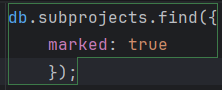 db.subprojects.find({
    marked: true
    });